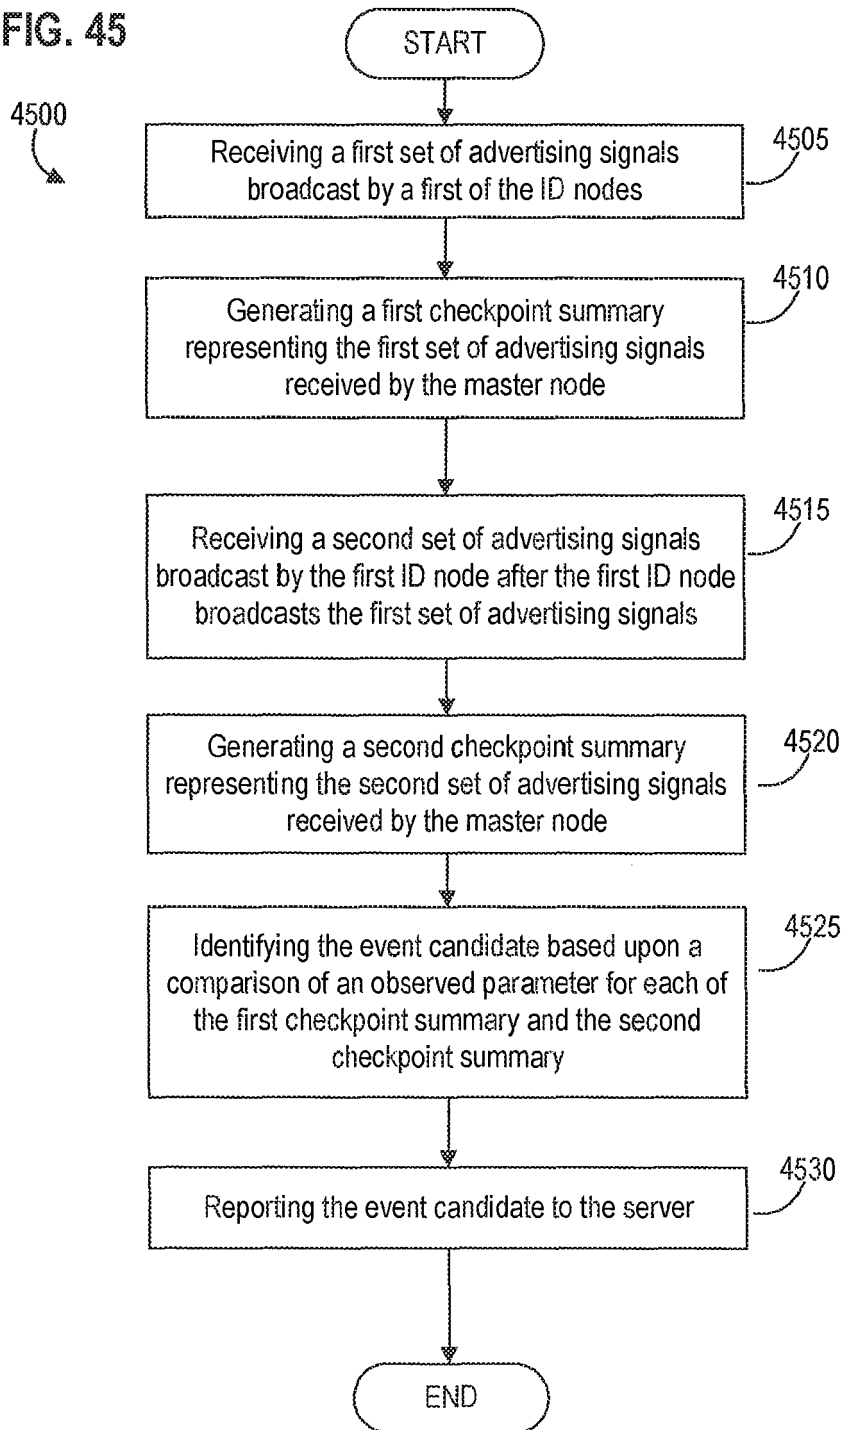 FIG. 45
START
4500
4505
Receiving a first set of advertising signals
broadcast by a first of the ID nodes
4510
Generating a first checkpoint summary
representing the first set of advertising signals
received by the master node
4515
Receiving a second set of advertising signals
broadcast by the first ID node after the first ID node
broadcasts the first set of advertising signals
4520
Generating a second checkpoint summary
representing the second set of advertising signals
received by the master node
4525
Identifying the event candidate based upon a
comparison of an observed parameter for each of
the first checkpoint summary and the second
checkpoint summary
4530
Reporting the event candidate to the server
END